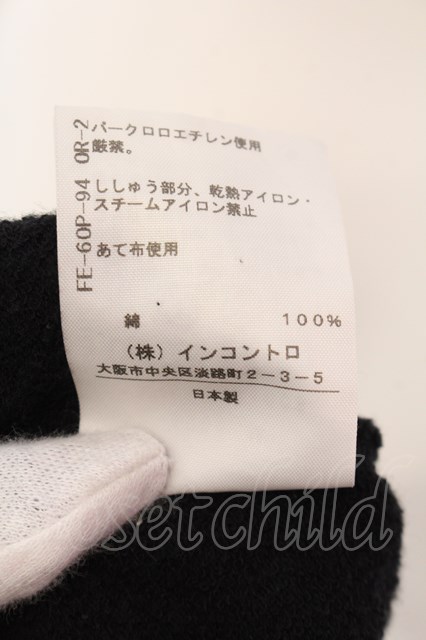 パークロロエチレン使用
厳禁。
ししゅう部分、乾熱アイロン・
スチームアイロン禁止
あて布使用
綿 100%
(株)インコントロ
大阪市中央区淡路町2-3-5
日本製
FE-60P-94 OR-2
setchild